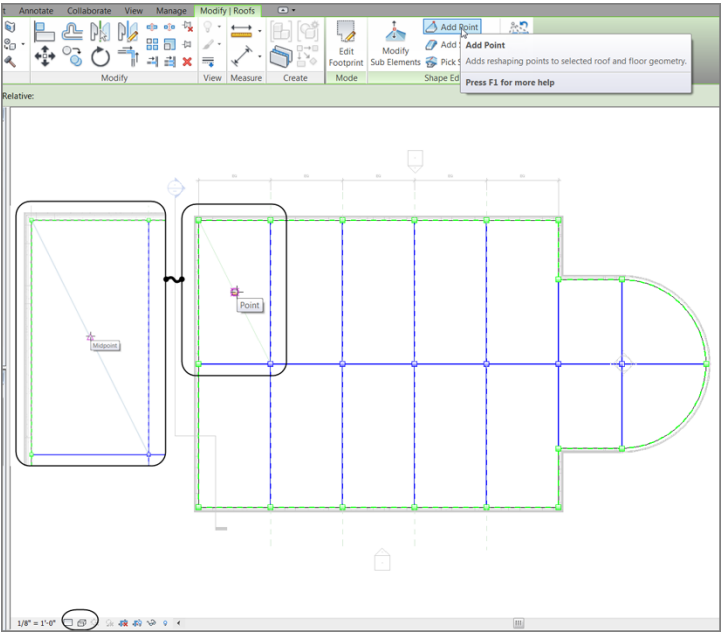 t Annotate Collaborate View Manage Modify | Roofs
Edit
Footprint
Modify
Sub Elements
Add Point
Add S
Pick S
Modify View Measure Create Mode Shape Ed
Add Point
Adds reshaping points to selected roof and floor geometry.
Press F1 for more help
Relative:
Point
Midpoint
1/8" = 1'-0"